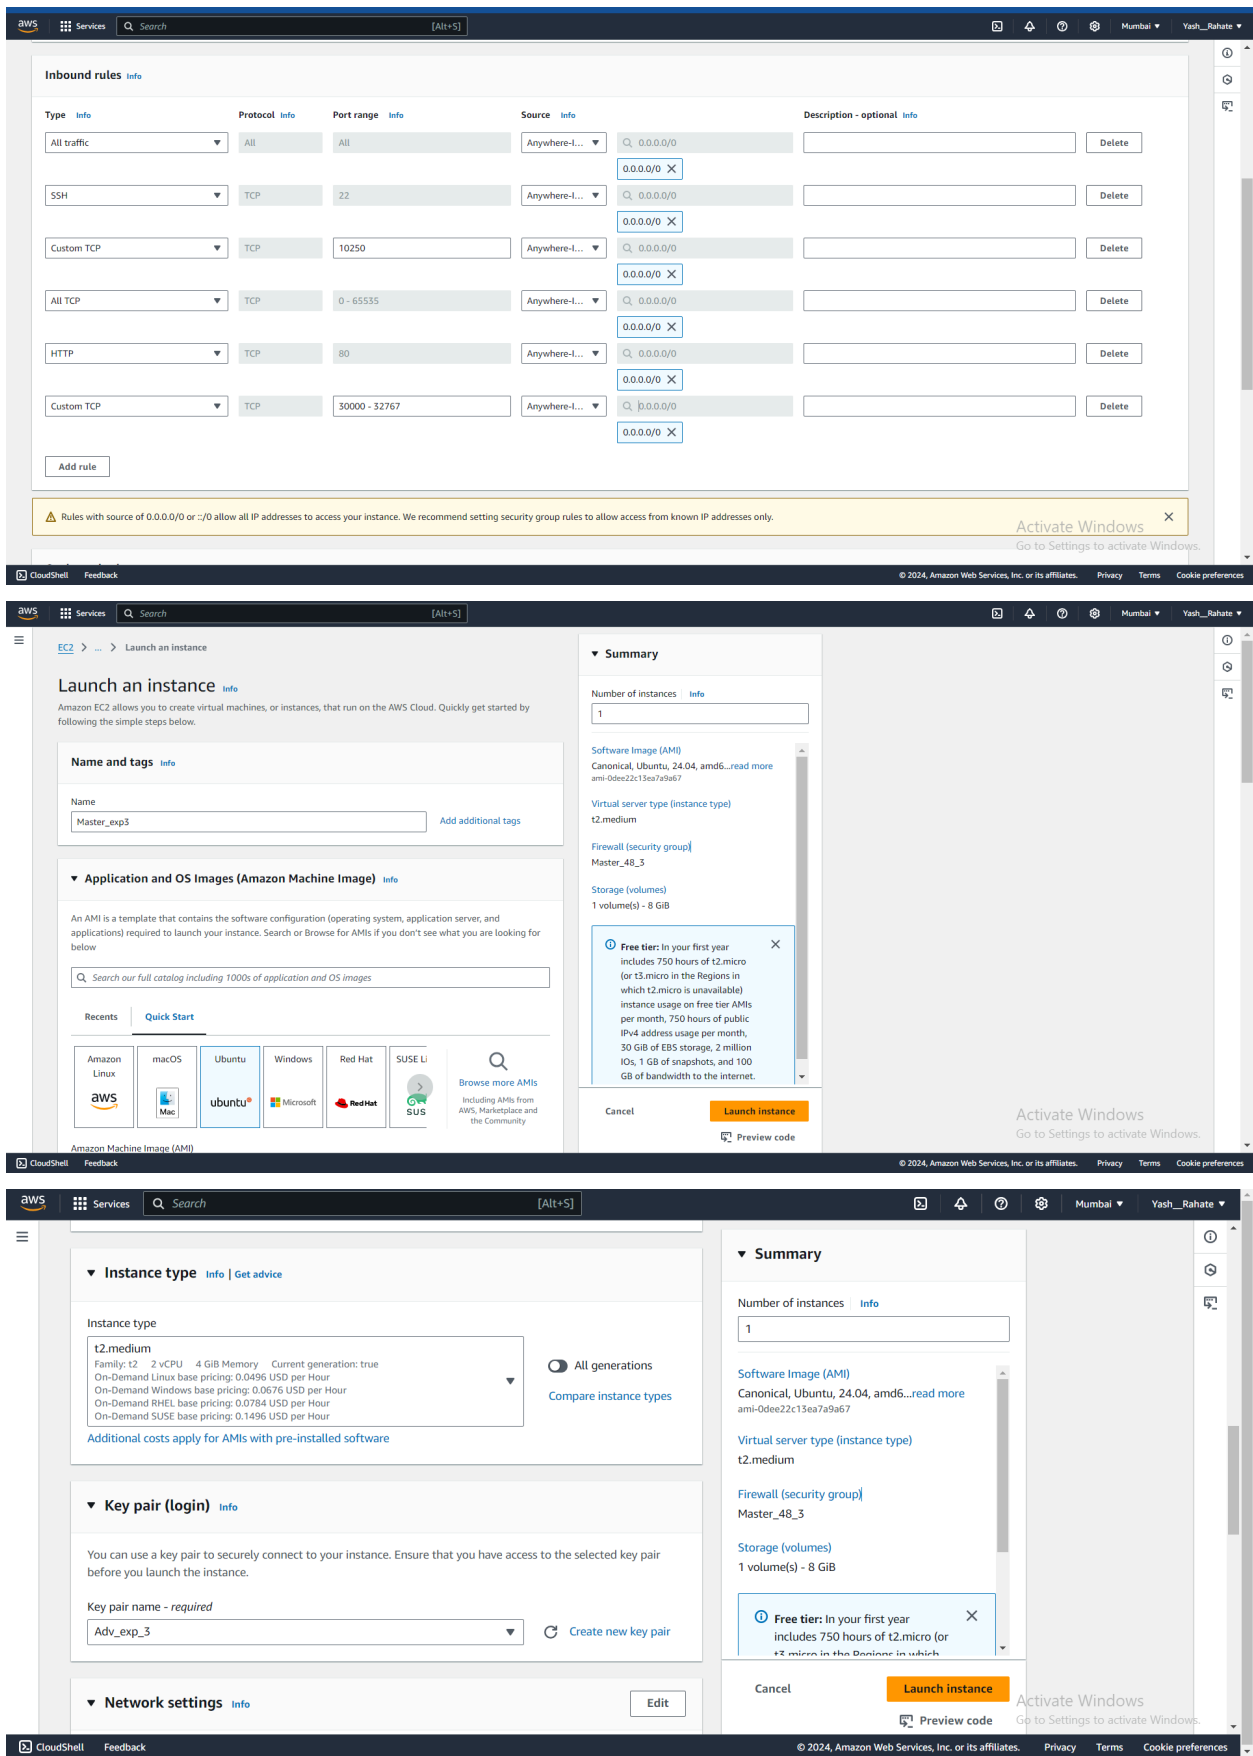 aws Services Search [Alt+S] Mumbai Yash__Rahate
Inbound rules Info
Type Info Protocol Info Port range Info Source Info Description - optional Info
All traffic All All Anywhere-I... 0.0.0.0/0 Delete
0.0.0.0/0
SSH TCP 22 Anywhere-I... 0.0.0.0/0 Delete
0.0.0.0/0
Custom TCP TCP 10250 Anywhere-I... 0.0.0.0/0 Delete
0.0.0.0/0
All TCP TCP 0 - 65535 Anywhere-I... 0.0.0.0/0 Delete
0.0.0.0/0
HTTP TCP 80 Anywhere-I... 0.0.0.0/0 Delete
0.0.0.0/0
Custom TCP TCP 30000 - 32767 Anywhere-I... 0.0.0.0/0 Delete
0.0.0.0/0
Add rule
Rules with source of 0.0.0.0/0 or ::/0 allow all IP addresses to access your instance. We recommend setting security group rules to allow access from known IP addresses only.
Activate Windows
Go to Settings to activate Windows.
CloudShell Feedback © 2024, Amazon Web Services, Inc. or its affiliates. Privacy Terms Cookie preferences
aws Services Search [Alt+S] Mumbai Yash__Rahate
EC2 > ... > Launch an instance
Launch an instance Info
Amazon EC2 allows you to create virtual machines, or instances, that run on the AWS Cloud. Quickly get started by
following the simple steps below.
Name and tags Info
Name
Master_exp3 Add additional tags
Application and OS Images (Amazon Machine Image) Info
An AMI is a template that contains the software configuration (operating system, application server, and
applications) required to launch your instance. Search or Browse for AMIs if you don't see what you are looking for
below
Search our full catalog including 1000s of application and OS images
Recents Quick Start
Amazon Linux macOS Ubuntu Windows Red Hat SUSE Li
aws Mac ubuntu® Microsoft Red Hat SUS
Browse more AMIs
Including AMIs from
AWS, Marketplace and
the Community
Amazon Machine Image (AMI)
Summary
Number of instances Info
1
Software Image (AMI)
Canonical, Ubuntu, 24.04, amd6...read more
ami-0dee22c13ea7a9a67
Virtual server type (instance type)
t2.medium
Firewall (security group)
Master_48_3
Storage (volumes)
1 volume(s) - 8 GiB
Free tier: In your first year
includes 750 hours of t2.micro
(or t3.micro in the Regions in
which t2.micro is unavailable)
instance usage on free tier AMIs
per month, 750 hours of public
IPv4 address usage per month,
30 GiB of EBS storage, 2 million
IOs, 1 GB of snapshots, and 100
GB of bandwidth to the internet.
Cancel Launch instance
Preview code
Activate Windows
Go to Settings to activate Windows.
CloudShell Feedback © 2024, Amazon Web Services, Inc. or its affiliates. Privacy Terms Cookie preferences
aws Services Search [Alt+S] Mumbai Yash__Rahate
Instance type Info | Get advice
Instance type
t2.medium
Family: t2 2 vCPU 4 GiB Memory Current generation: true
On-Demand Linux base pricing: 0.0496 USD per Hour
On-Demand Windows base pricing: 0.0676 USD per Hour
On-Demand RHEL base pricing: 0.0784 USD per Hour
On-Demand SUSE base pricing: 0.1496 USD per Hour
All generations
Compare instance types
Additional costs apply for AMIs with pre-installed software
Key pair (login) Info
You can use a key pair to securely connect to your instance. Ensure that you have access to the selected key pair
before you launch the instance.
Key pair name - required
Adv_exp_3 Create new key pair
Network settings Info Edit
Summary
Number of instances Info
1
Software Image (AMI)
Canonical, Ubuntu, 24.04, amd6...read more
ami-0dee22c13ea7a9a67
Virtual server type (instance type)
t2.medium
Firewall (security group)
Master_48_3
Storage (volumes)
1 volume(s) - 8 GiB
Free tier: In your first year
includes 750 hours of t2.micro (or
t3.micro in the Regions in which
Cancel Launch instance
Preview code
Activate Windows
Go to Settings to activate Windows.
CloudShell Feedback © 2024, Amazon Web Services, Inc. or its affiliates. Privacy Terms Cookie preferences